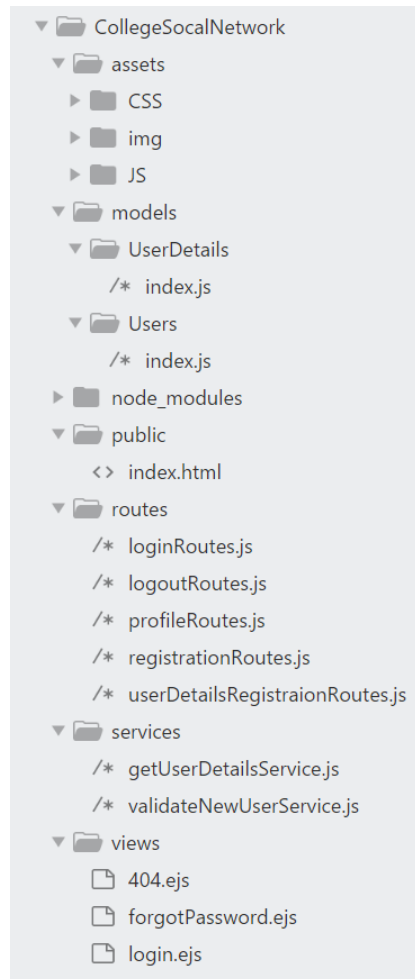 CollegeSocalNetwork
assets
CSS
img
JS
models
UserDetails
/* index.js
Users
/* index.js
node_modules
public
<> index.html
routes
/* loginRoutes.js
/* logoutRoutes.js
/* profileRoutes.js
/* registrationRoutes.js
/* userDetailsRegistraionRoutes.js
services
/* getUserDetailsService.js
/* validateNewUserService.js
views
404.ejs
forgotPassword.ejs
login.ejs